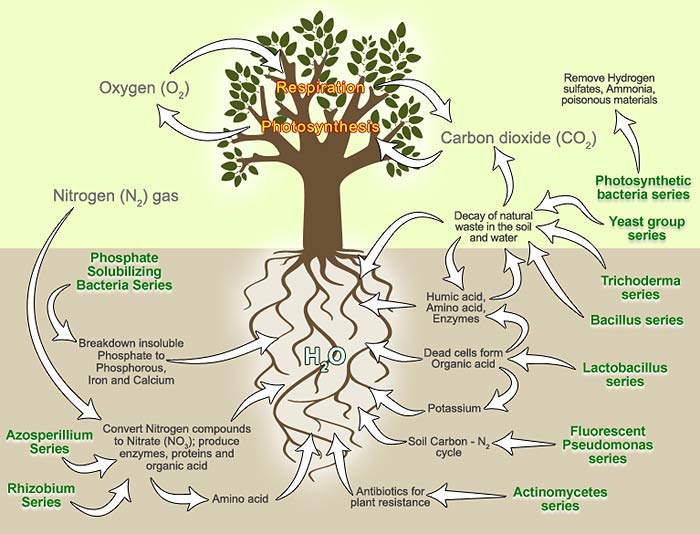 Respiration
Oxygen (O2)
Photosynthesis
Carbon dioxide (CO2)
Remove Hydrogen
sulfates, Ammonia,
poisonous materials
Nitrogen (N2) gas
Photosynthetic
bacteria series
Decay of natural
waste in the soil
and water
Yeast group
series
Phosphate
Solubilizing
Bacteria Series
Trichoderma
series
Humic acid,
Amino acid,
Enzymes
Bacillus series
Breakdown insoluble
Phosphate to
Phosphorous,
Iron and Calcium
H2O
Dead cells form
Organic acid
Lactobacillus
series
Potassium
Azosperillium
Series
Convert Nitrogen compounds
to Nitrate (NO3); produce
enzymes, proteins and
organic acid
Soil Carbon - N2
cycle
Fluorescent
Pseudomonas
series
Rhizobium
Series
Amino acid
Antibiotics for
plant resistance
Actinomycetes
series